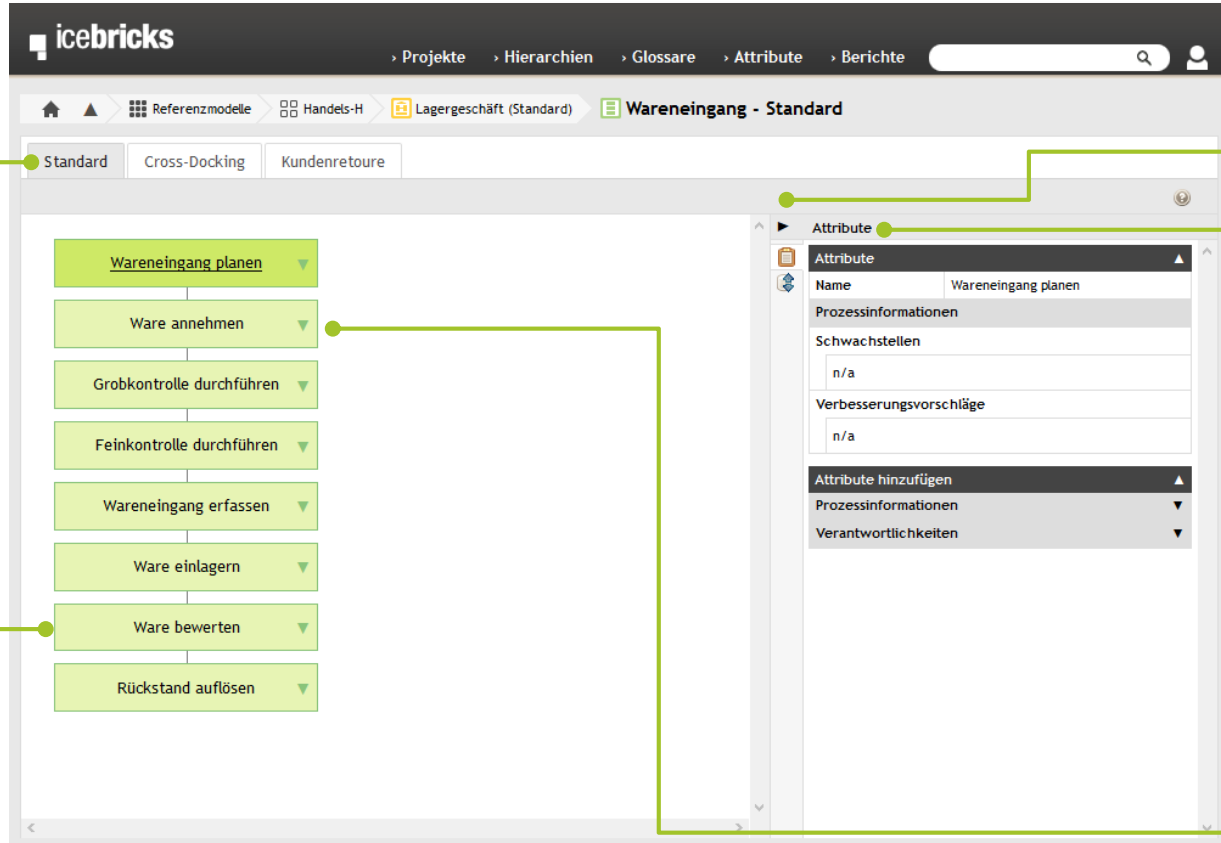 icebricks
› Projekte › Hierarchien › Glossare › Attribute › Berichte
Referenzmodelle Handels-H Lagergeschäft (Standard) Wareneingang - Standard
Standard Cross-Docking Kundenretoure
Attribute
Wareneingang planen
Ware annehmen
Grobkontrolle durchführen
Feinkontrolle durchführen
Wareneingang erfassen
Ware einlagern
Ware bewerten
Rückstand auflösen
Attribute
Name Wareneingang planen
Prozessinformationen
Schwachstellen
n/a
Verbesserungsvorschläge
n/a
Attribute hinzufügen
Prozessinformationen
Verantwortlichkeiten